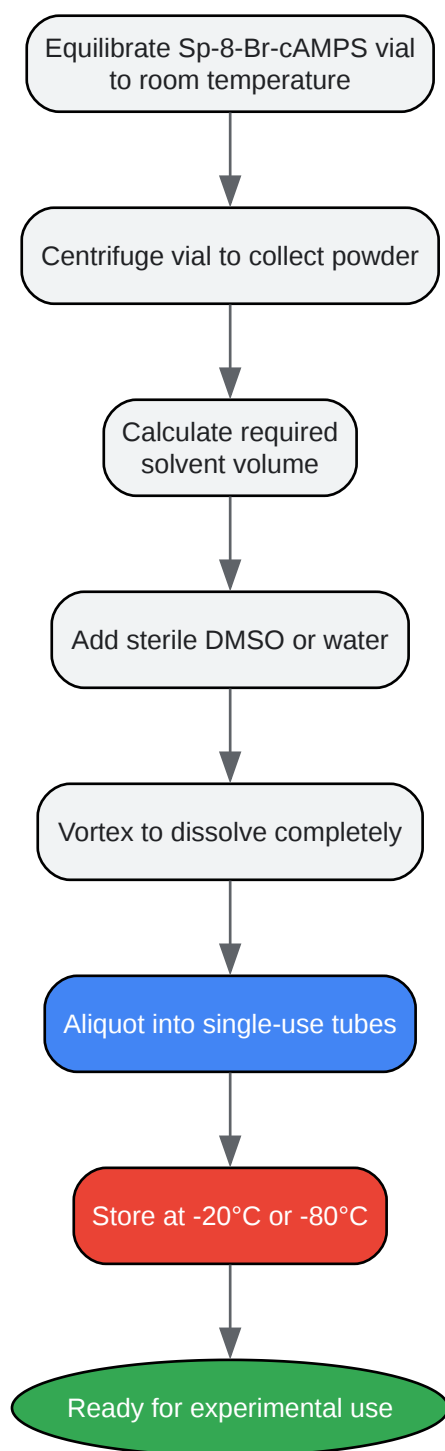 Equilibrate Sp-8-Br-cAMPS vial
to room temperature
Centrifuge vial to collect powder
Calculate required
solvent volume
Add sterile DMSO or water
Vortex to dissolve completely
Aliquot into single-use tubes
Store at -20°C or -80°C
Ready for experimental use